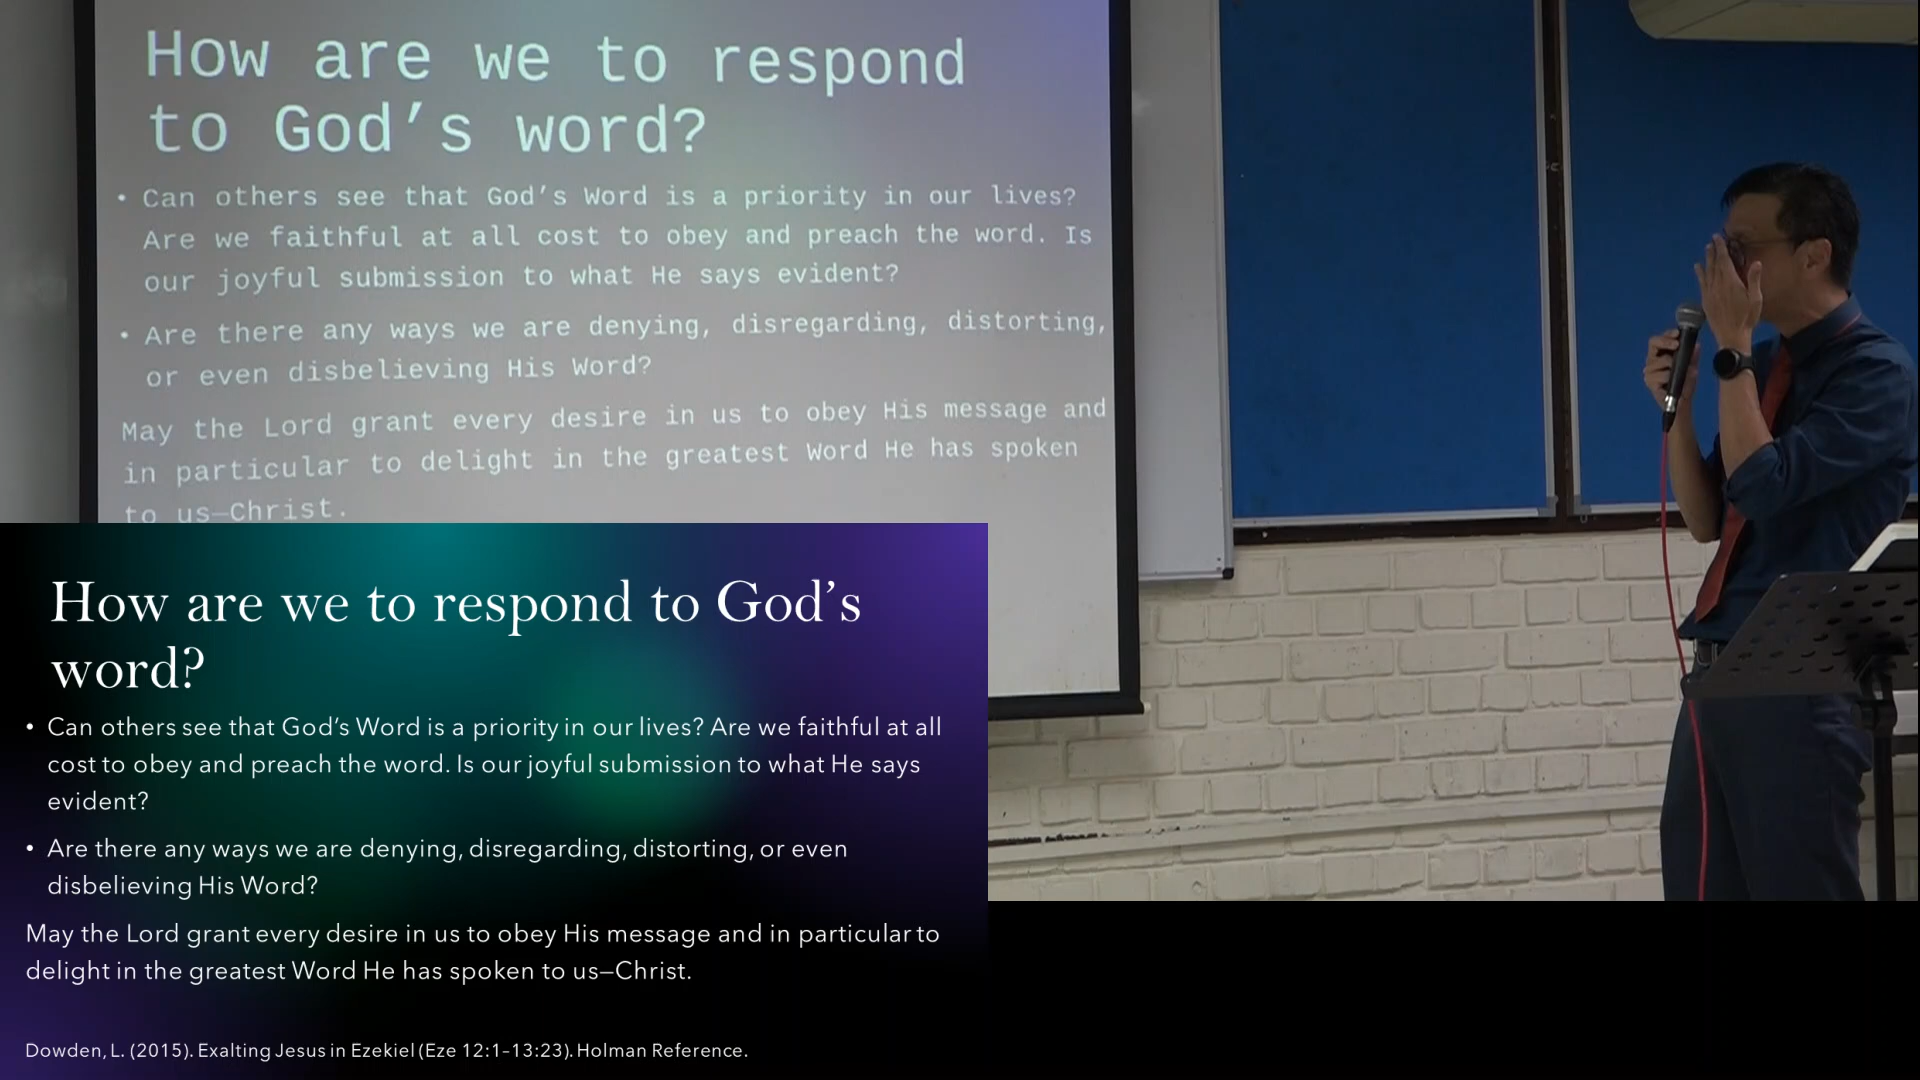 How are we to respond
to God’s word?
• Can others see that God’s Word is a priority in our lives?
Are we faithful at all cost to obey and preach the word. Is
our joyful submission to what He says evident?
• Are there any ways we are denying, disregarding, distorting,
or even disbelieving His Word?
May the Lord grant every desire in us to obey His message and
in particular to delight in the greatest Word He has spoken
to us—Christ.
How are we to respond to God’s
word?
• Can others see that God’s Word is a priority in our lives? Are we faithful at all
cost to obey and preach the word. Is our joyful submission to what He says
evident?
• Are there any ways we are denying, disregarding, distorting, or even
disbelieving His Word?
May the Lord grant every desire in us to obey His message and in particular to
delight in the greatest Word He has spoken to us—Christ.
Dowden, L. (2015). Exalting Jesus in Ezekiel (Eze 12:1–13:23). Holman Reference.